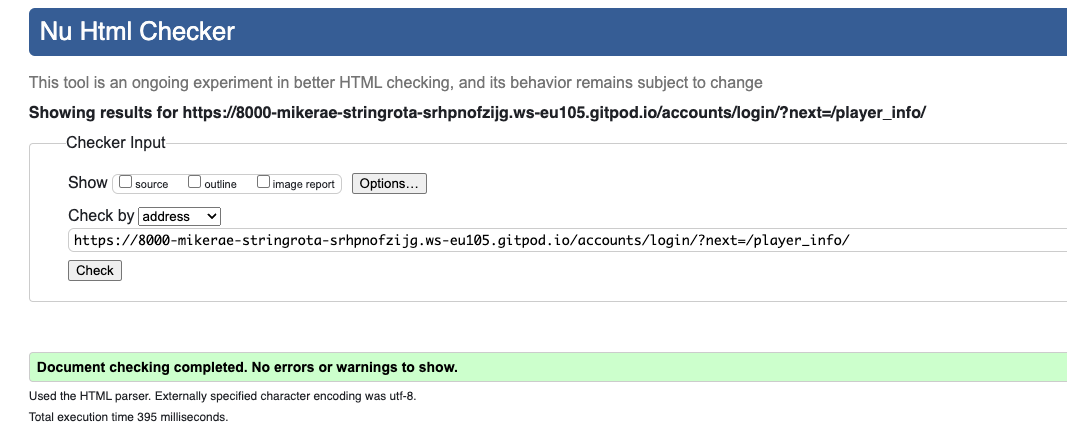 Nu Html Checker
This tool is an ongoing experiment in better HTML checking, and its behavior remains subject to change
Showing results for https://8000-mikerae-stringrota-srhpnofzijg.ws-eu105.gitpod.io/accounts/login/?next=/player_info/
Checker Input
Show source outline image report Options...
Check by address
https://8000-mikerae-stringrota-srhpnofzijg.ws-eu105.gitpod.io/accounts/login/?next=/player_info/
Check
Document checking completed. No errors or warnings to show.
Used the HTML parser. Externally specified character encoding was utf-8.
Total execution time 395 milliseconds.